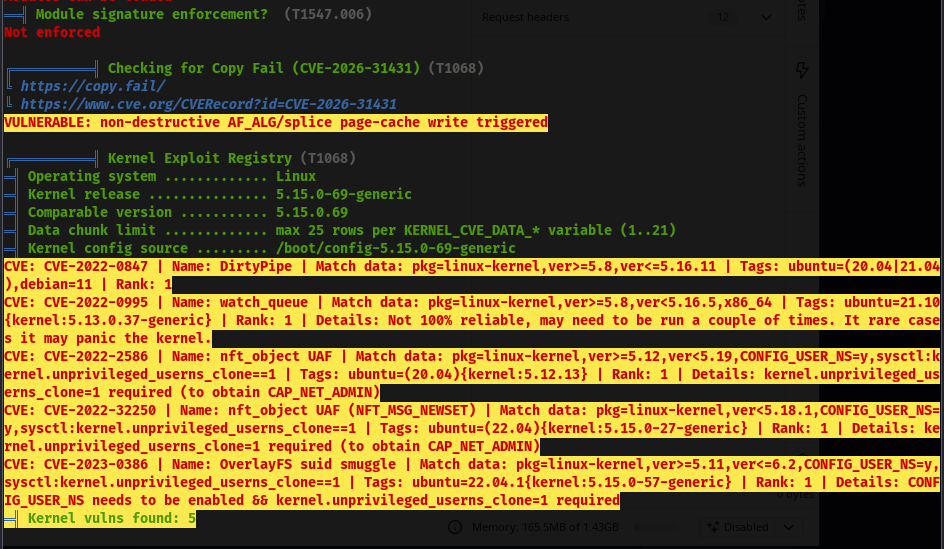 Module signature enforcement? (T1547.006)
Not enforced
Request headers 12
Custom actions
Checking for Copy Fail (CVE-2026-31431) (T1068)
https://copy.fail/
https://www.cve.org/CVERecord?id=CVE-2026-31431
VULNERABLE: non-destructive AF_ALG/splice page-cache write triggered
Kernel Exploit Registry (T1068)
Operating system ............. Linux
Kernel release ............... 5.15.0-69-generic
Comparable version ........... 5.15.0.69
Data chunk limit ............. max 25 rows per KERNEL_CVE_DATA_* variable (1..21)
Kernel config source ......... /boot/config-5.15.0-69-generic
CVE: CVE-2022-0847 | Name: DirtyPipe | Match data: pkg=linux-kernel,ver>=5.8,ver<=5.16.11 | Tags: ubuntu=(20.04|21.04
),debian=11 | Rank: 1
CVE: CVE-2022-0995 | Name: watch_queue | Match data: pkg=linux-kernel,ver>=5.8,ver<5.16.5,x86_64 | Tags: ubuntu=21.10
{kernel:5.13.0.37-generic} | Rank: 1 | Details: Not 100% reliable, may need to be run a couple of times. It rare case
s it may panic the kernel.
CVE: CVE-2022-2586 | Name: nft_object UAF | Match data: pkg=linux-kernel,ver>=5.12,ver<5.19,CONFIG_USER_NS=y,sysctl:k
ernel.unprivileged_userns_clone==1 | Tags: ubuntu=(20.04){kernel:5.12.13} | Rank: 1 | Details: kernel.unprivileged_us
erns_clone=1 required (to obtain CAP_NET_ADMIN)
CVE: CVE-2022-32250 | Name: nft_object UAF (NFT_MSG_NEWSET) | Match data: pkg=linux-kernel,ver<5.18.1,CONFIG_USER_NS=
y,sysctl:kernel.unprivileged_userns_clone==1 | Tags: ubuntu=(22.04){kernel:5.15.0-27-generic} | Rank: 1 | Details: ke
rnel.unprivileged_userns_clone=1 required (to obtain CAP_NET_ADMIN)
CVE: CVE-2023-0386 | Name: OverlayFS suid smuggle | Match data: pkg=linux-kernel,ver>=5.11,ver<=6.2,CONFIG_USER_NS=y,
sysctl:kernel.unprivileged_userns_clone==1 | Tags: ubuntu=22.04.1{kernel:5.15.0-57-generic} | Rank: 1 | Details: CONF
IG_USER_NS needs to be enabled && kernel.unprivileged_userns_clone=1 required
0 bytes
Kernel vulns found: 5
Memory: 165.5MB of 1.43GB
Disabled